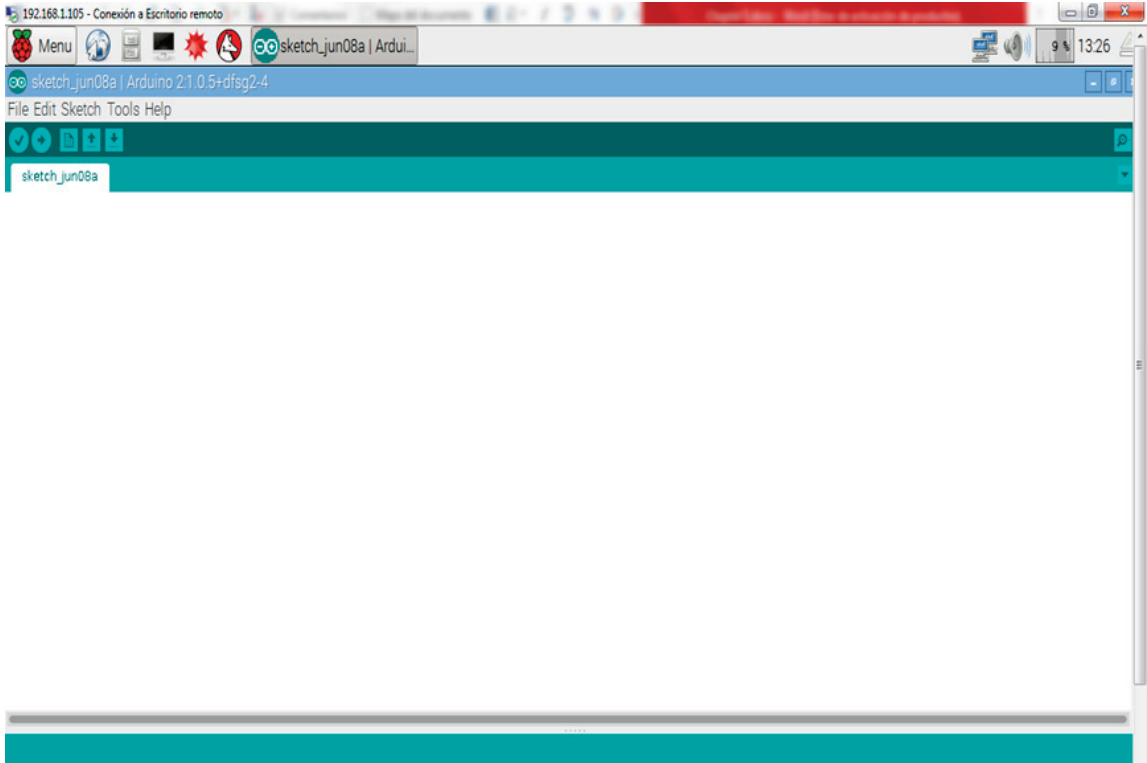 192.168.1.105 - Conexión a Escritorio remoto
Menu sketch_jun08a | Ardui... 9 % 13:26
sketch_jun08a | Arduino 2:1.0.5+dfsg2-4
File Edit Sketch Tools Help
sketch_jun08a